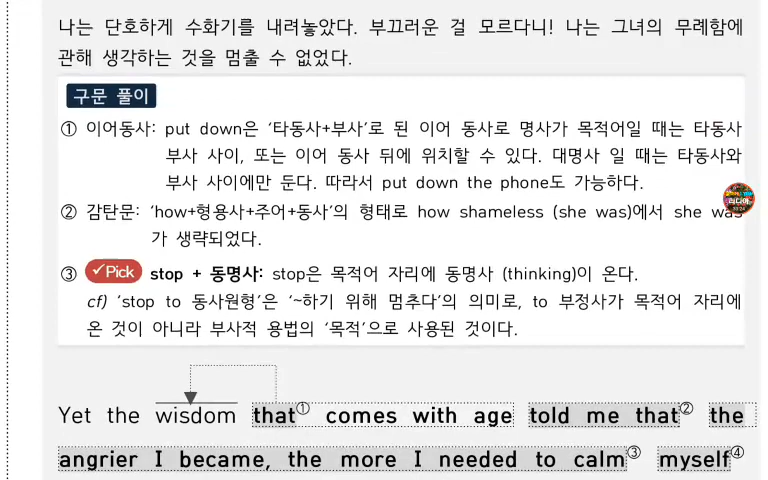 나는 단호하게 수화기를 내려놓았다. 부끄러운 걸 모르다니! 나는 그녀의 무례함에
관해 생각하는 것을 멈출 수 없었다.
구문 풀이
① 이어동사: put down은 ‘타동사+부사’로 된 이어 동사로 명사가 목적어일 때는 타동사
부사 사이, 또는 이어 동사 뒤에 위치할 수 있다. 대명사 일 때는 타동사와
부사 사이에만 둔다. 따라서 put down the phone도 가능하다.
② 감탄문: ‘how+형용사+주어+동사’의 형태로 how shameless (she was)에서 she was
가 생략되었다.
③ ✓Pick stop + 동명사: stop은 목적어 자리에 동명사 (thinking)이 온다.
cf) ‘stop to 동사원형’은 ‘~하기 위해 멈추다’의 의미로, to 부정사가 목적어 자리에
온 것이 아니라 부사적 용법의 ‘목적’으로 사용된 것이다.
Yet the wisdom that① comes with age told me that② the
angrier I became, the more I needed to calm③ myself④